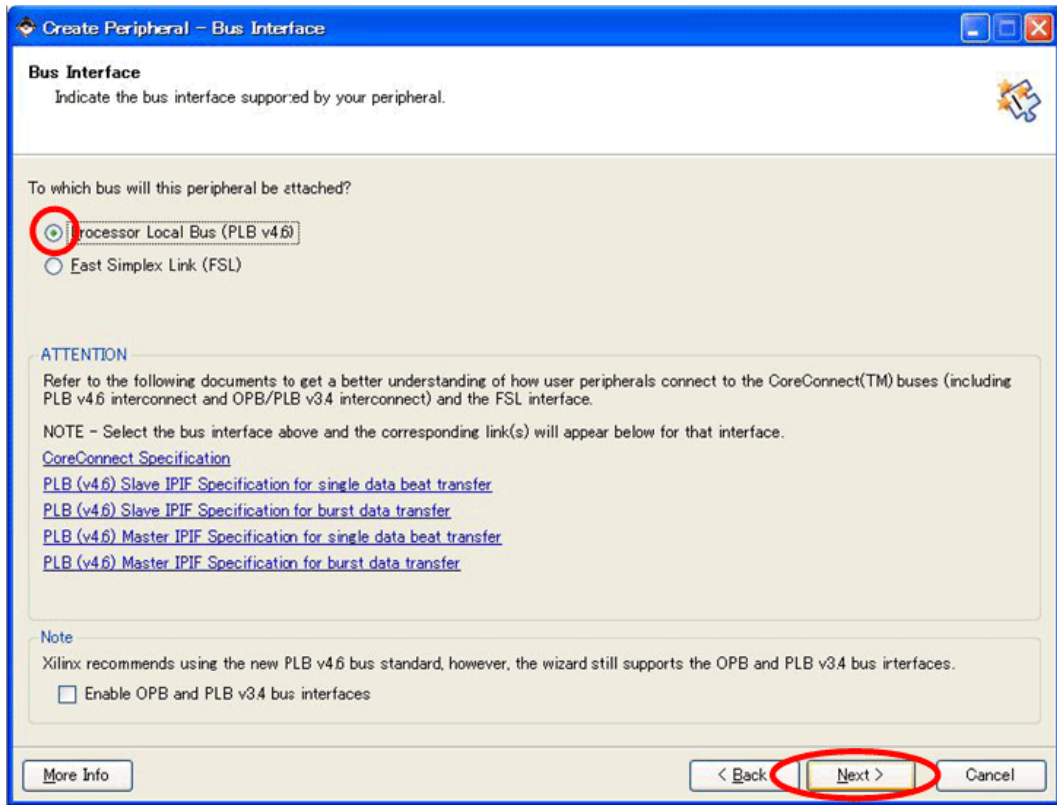 Create Peripheral - Bus Interface
Bus Interface
Indicate the bus interface supported by your peripheral.
To which bus will this peripheral be attached?
Processor Local Bus (PLB v4.6)
Fast Simplex Link (FSL)
ATTENTION
Refer to the following documents to get a better understanding of how user peripherals connect to the CoreConnect(TM) buses (including
PLB v4.6 interconnect and OPB/PLB v3.4 interconnect) and the FSL interface.
NOTE - Select the bus interface above and the corresponding link(s) will appear below for that interface.
CoreConnect Specification
PLB (v4.6) Slave IPIF Specification for single data beat transfer
PLB (v4.6) Slave IPIF Specification for burst data transfer
PLB (v4.6) Master IPIF Specification for single data beat transfer
PLB (v4.6) Master IPIF Specification for burst data transfer
Note
Xilinx recommends using the new PLB v4.6 bus standard, however, the wizard still supports the OPB and PLB v3.4 bus interfaces.
Enable OPB and PLB v3.4 bus interfaces
More Info
< Back
Next >
Cancel